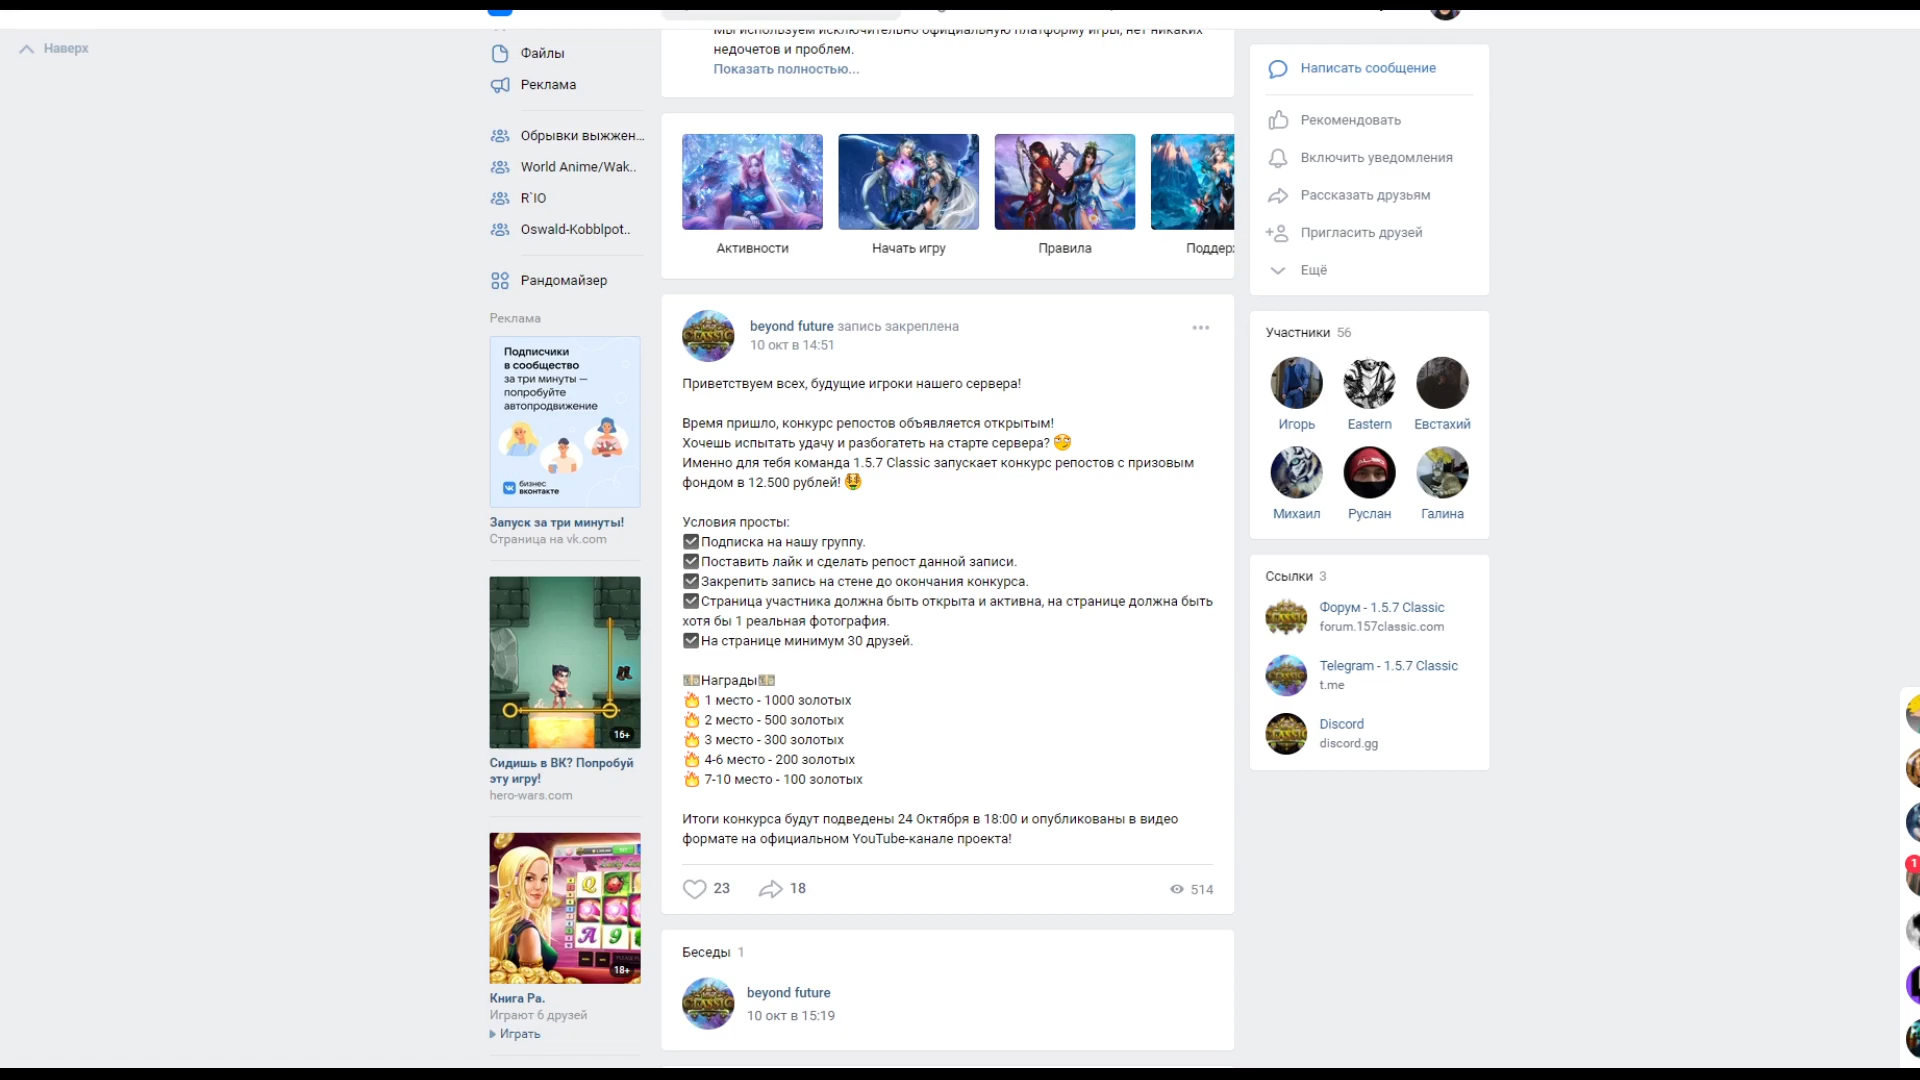 Наверх
Файлы
Реклама
Обрывки выжжен...
World Anime/Wak..
R`IO
Oswald-Kobblpot..
Рандомайзер
Реклама
Подписчики
в сообщество
за три минуты —
попробуйте
автопродвижение
бизнес
вконтакте
Запуск за три минуты!
Страница на vk.com
16+
Сидишь в ВК? Попробуй
эту игру!
hero-wars.com
18+
Книга Ра.
Играют 6 друзей
Играть
Мы используем исключительно официальную платформу игры, нет никаких
недочетов и проблем.
Показать полностью...
Активности
Начать игру
Правила
Поддер
beyond future запись закреплена
10 окт в 14:51
Приветствуем всех, будущие игроки нашего сервера!
Время пришло, конкурс репостов объявляется открытым!
Хочешь испытать удачу и разбогатеть на старте сервера?
Именно для тебя команда 1.5.7 Classic запускает конкурс репостов с призовым
фондом в 12.500 рублей!
Условия просты:
Подписка на нашу группу.
Поставить лайк и сделать репост данной записи.
Закрепить запись на стене до окончания конкурса.
Страница участника должна быть открыта и активна, на странице должна быть
хотя бы 1 реальная фотография.
На странице минимум 30 друзей.
Награды
1 место - 1000 золотых
2 место - 500 золотых
3 место - 300 золотых
4-6 место - 200 золотых
7-10 место - 100 золотых
Итоги конкурса будут подведены 24 Октября в 18:00 и опубликованы в видео
формате на официальном YouTube-канале проекта!
23
18
514
Беседы 1
beyond future
10 окт в 15:19
Написать сообщение
Рекомендовать
Включить уведомления
Рассказать друзьям
Пригласить друзей
Ещё
Участники 56
Игорь
Eastern
Евстахий
Михаил
Руслан
Галина
Ссылки 3
Форум - 1.5.7 Classic
forum.157classic.com
Telegram - 1.5.7 Classic
t.me
Discord
discord.gg
1